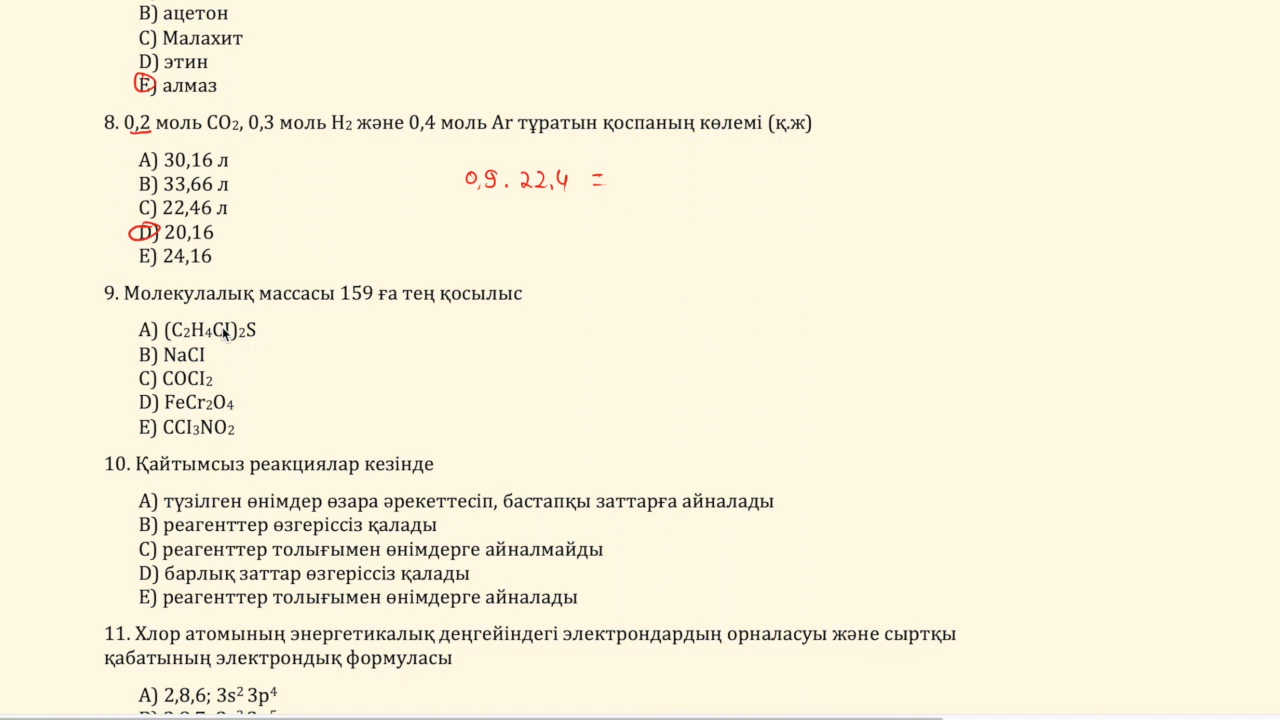 B) ацетон
C) Малахит
D) этин
E) алмаз
8. 0,2 моль CO₂, 0,3 моль H₂ және 0,4 моль Ar тұратын қоспаның көлемі (қ.ж)
A) 30,16 л
0,9. 22,4 =
B) 33,66 л
C) 22,46 л
D) 20,16
E) 24,16
9. Молекулалық массасы 159 ға тең қосылыс
A) (C₂H₄CI)₂S
B) NaCI
C) COCI₂
D) FeCr₂O₄
E) CCI₃NO₂
10. Қайтымсыз реакциялар кезінде
A) түзілген өнімдер өзара әрекеттесіп, бастапқы заттарға айналады
B) реагенттер өзгеріссіз қалады
C) реагенттер толығымен өнімдерге айналмайды
D) барлық заттар өзгеріссіз қалады
E) реагенттер толығымен өнімдерге айналады
11. Хлор атомының энергетикалық деңгейіндегі электрондардың орналасуы және сыртқы
қабатының электрондық формуласы
A) 2,8,6; 3s² 3p⁴